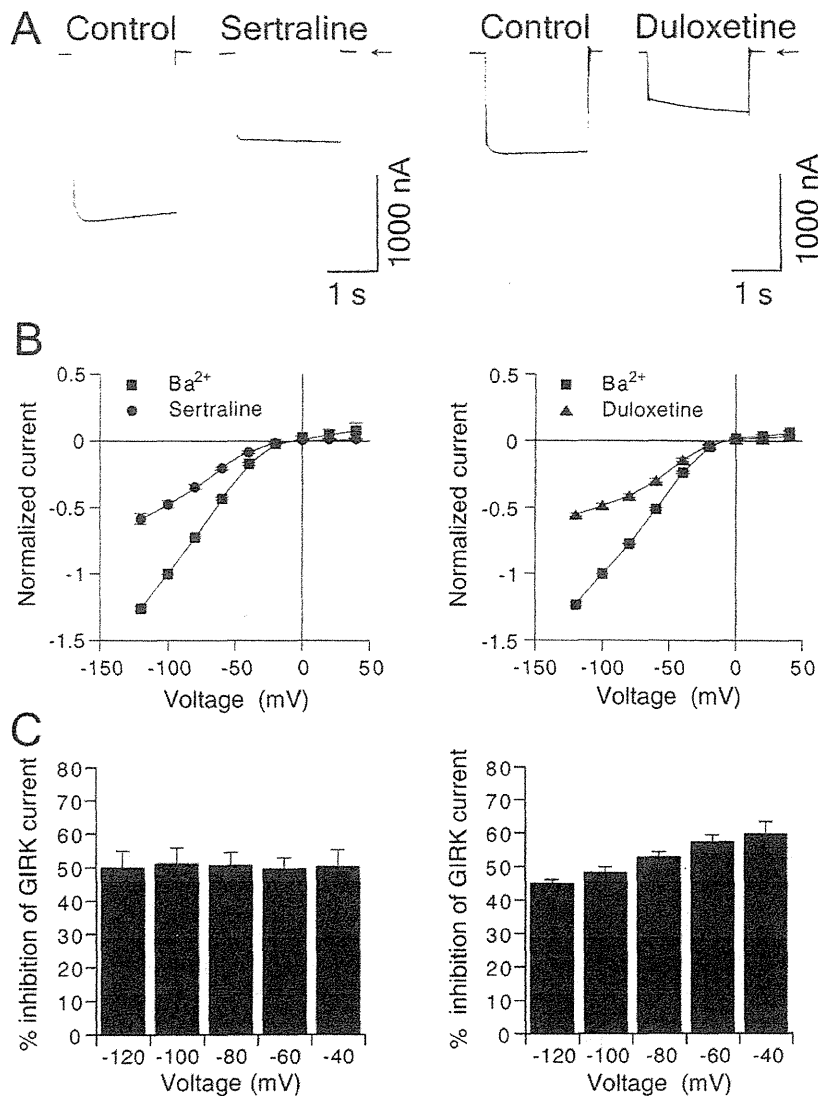 A
Control Sertraline
Control Duloxetine
1000 nA
1 s
1000 nA
1 s
B
Normalized current
0.5
0
-0.5
-1
-1.5
Ba²⁺
Sertraline
-150 -100 -50 0 50
Voltage (mV)
Normalized current
0.5
0
-0.5
-1
-1.5
Ba²⁺
Duloxetine
-150 -100 -50 0 50
Voltage (mV)
C
% inhibition of GIRK current
80
70
60
50
40
30
20
10
0
-120 -100 -80 -60 -40
Voltage (mV)
% inhibition of GIRK current
80
70
60
50
40
30
20
10
0
-120 -100 -80 -60 -40
Voltage (mV)